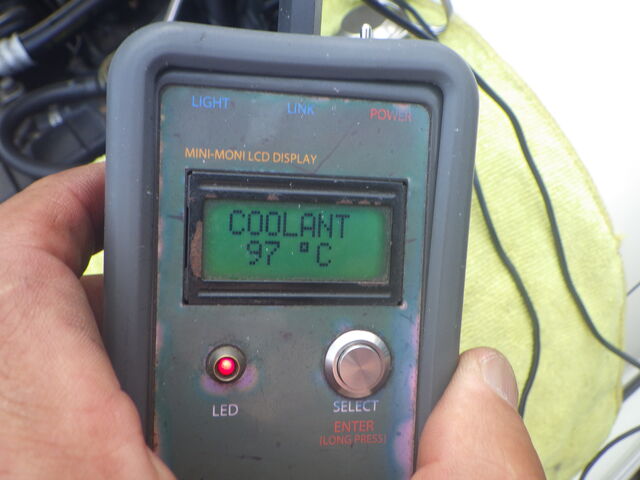 LIGHT LINK POWER
MINI-MONI LCD DISPLAY
COOLANT
97 °C
LED
SELECT
ENTER
(LONG PRESS)